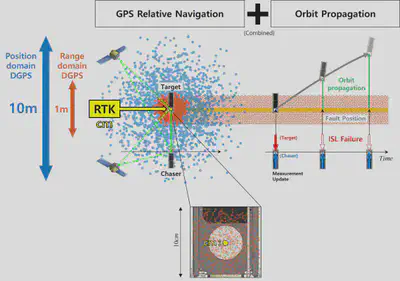 GPS Relative Navigation
+
Orbit Propagation
(Combined)
Position
domain
DGPS
Range
domain
DGPS
10m
1m
RTK
cm
Target
Chaser
Orbit
propagation
Fault Position
(Target)
ISL Failure
(Chaser)
Time
Measurement
Update
10cm